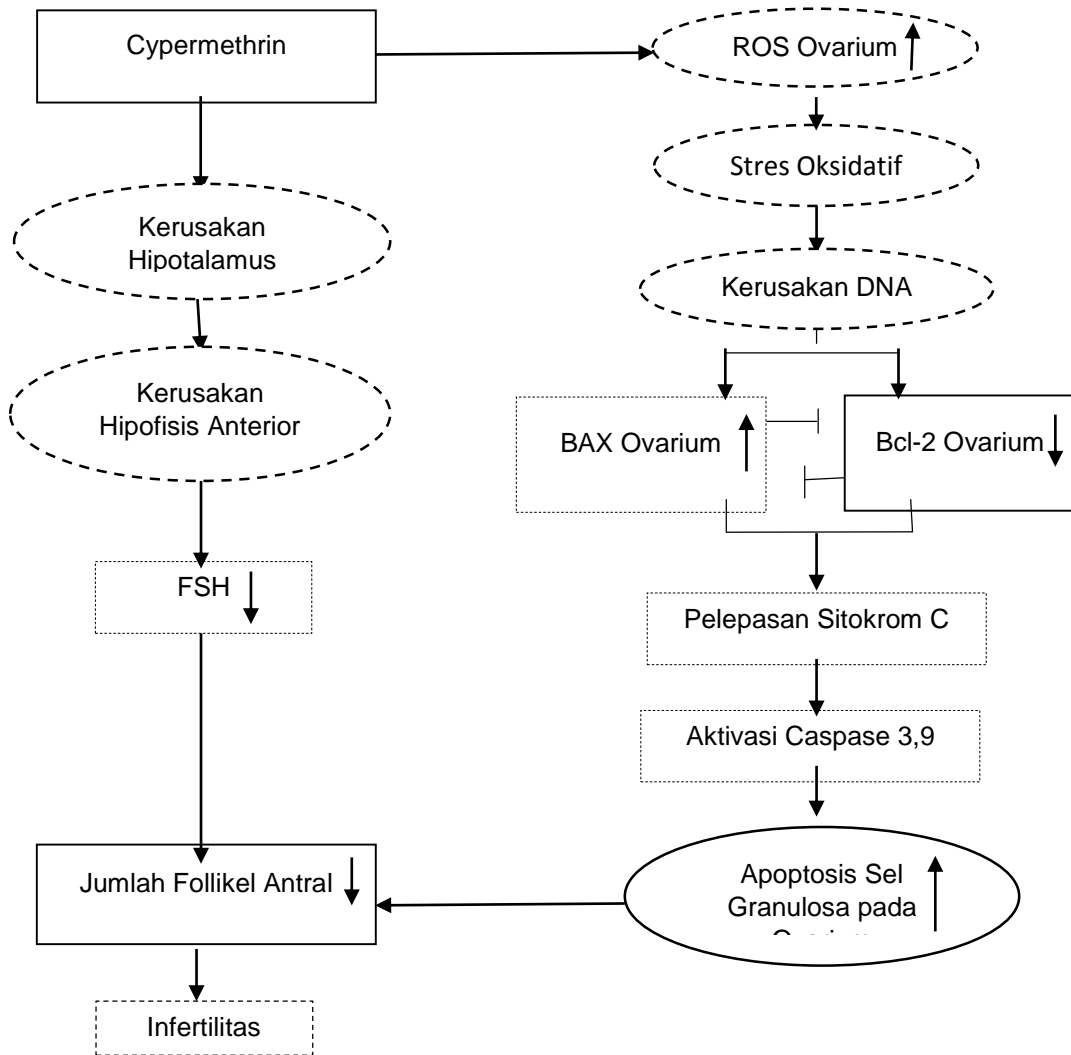 Cypermethrin
ROS Ovarium
Stres Oksidatif
Kerusakan
Hipotalamus
Kerusakan DNA
Kerusakan
Hipofisis Anterior
BAX Ovarium
Bcl-2 Ovarium
FSH
Pelepasan Sitokrom C
Aktivasi Caspase 3,9
Jumlah Follikel Antral
Apoptosis Sel
Granulosa pada
Infertilitas